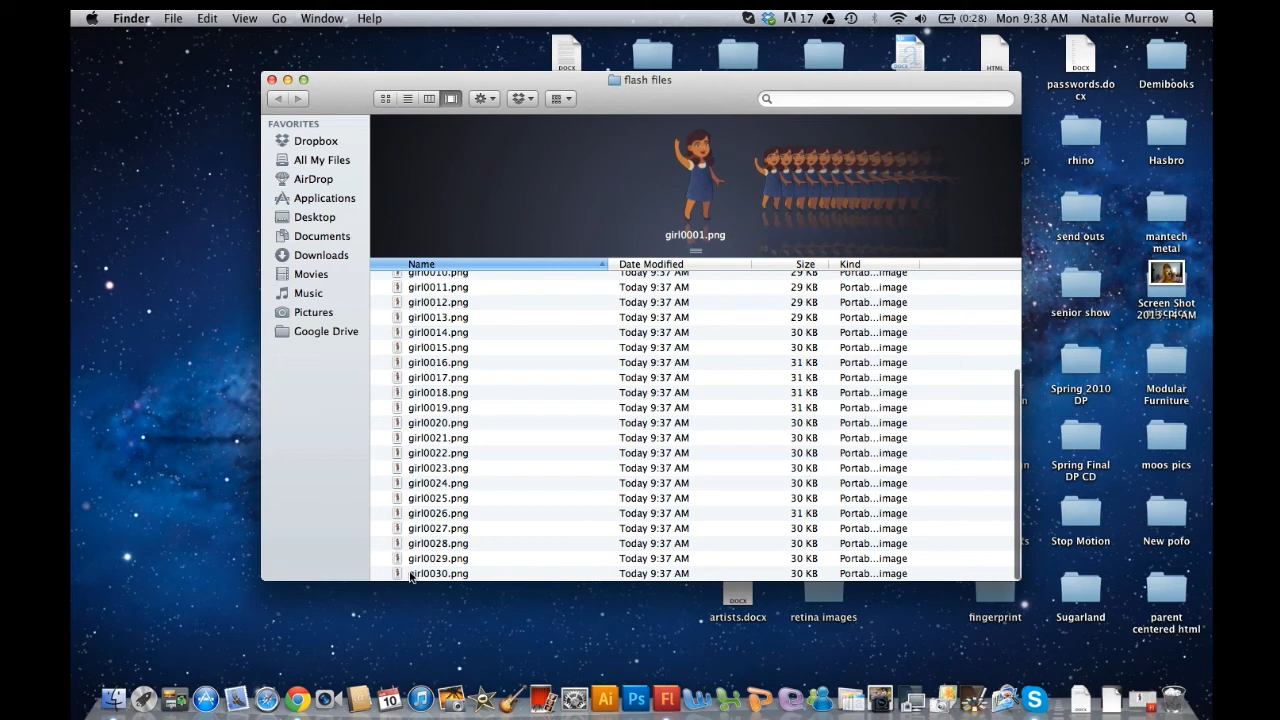 Finder File Edit View Go Window Help 17 (0:28) Mon 9:38 AM Natalie Murrow
DOCX
HTML
DOCX
passwords.do
cx
Demibooks
flash files
FAVORITES
Dropbox
All My Files
AirDrop
Applications
Desktop
Documents
Downloads
Movies
Music
Pictures
Google Drive
girl0001.png
Name Date Modified Size Kind
girl0010.png Today 9:37 AM 29 KB Portab...image
girl0011.png Today 9:37 AM 29 KB Portab...image
girl0012.png Today 9:37 AM 29 KB Portab...image
girl0013.png Today 9:37 AM 29 KB Portab...image
girl0014.png Today 9:37 AM 30 KB Portab...image
girl0015.png Today 9:37 AM 30 KB Portab...image
girl0016.png Today 9:37 AM 31 KB Portab...image
girl0017.png Today 9:37 AM 31 KB Portab...image
girl0018.png Today 9:37 AM 31 KB Portab...image
girl0019.png Today 9:37 AM 31 KB Portab...image
girl0020.png Today 9:37 AM 30 KB Portab...image
girl0021.png Today 9:37 AM 30 KB Portab...image
girl0022.png Today 9:37 AM 30 KB Portab...image
girl0023.png Today 9:37 AM 30 KB Portab...image
girl0024.png Today 9:37 AM 30 KB Portab...image
girl0025.png Today 9:37 AM 30 KB Portab...image
girl0026.png Today 9:37 AM 31 KB Portab...image
girl0027.png Today 9:37 AM 30 KB Portab...image
girl0028.png Today 9:37 AM 30 KB Portab...image
girl0029.png Today 9:37 AM 30 KB Portab...image
girl0030.png Today 9:37 AM 30 KB Portab...image
rhino
Hasbro
send outs
mantech
metal
senior show
Screen Shot
Spring 2010
DP
Modular
Furniture
Spring Final
DP CD
moos pics
Stop Motion
New pofo
DOCX
artists.docx
retina images
fingerprint
Sugarland
parent
centered html
10
Ai
Ps
Fl